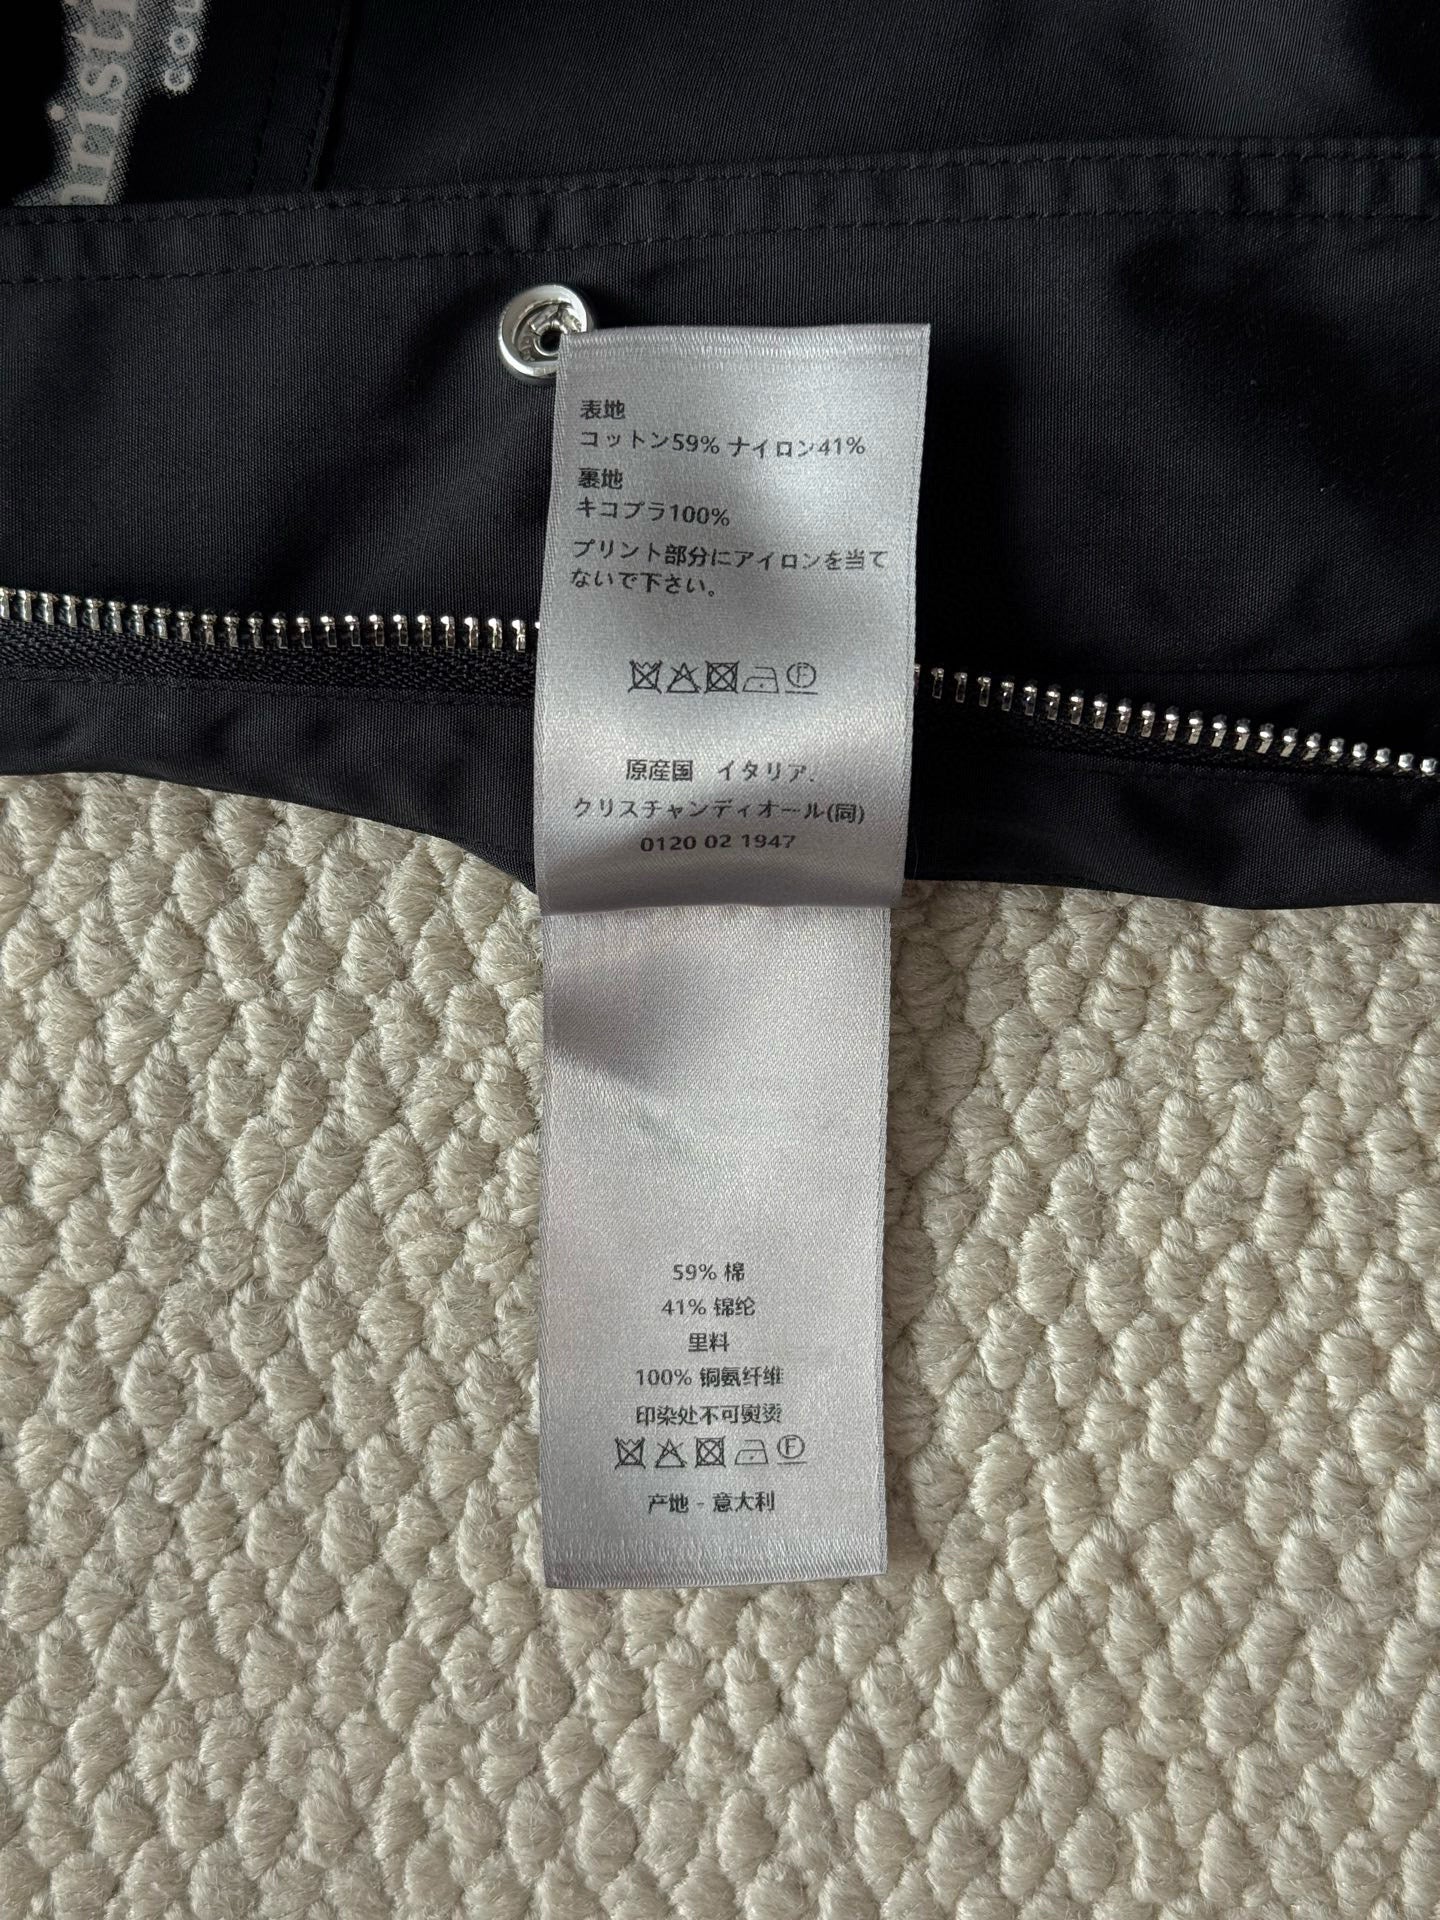 hristi
COU
表地
コットン59% ナイロン41%
裏地
キコプラ100%
プリント部分にアイロンを当て
ないで下さい。
F
原産国　イタリア.
クリスチャンディオール(同)
0120 02 1947
59% 棉
41% 锦纶
里料
100% 铜氨纤维
印染处不可熨烫
F
产地 - 意大利